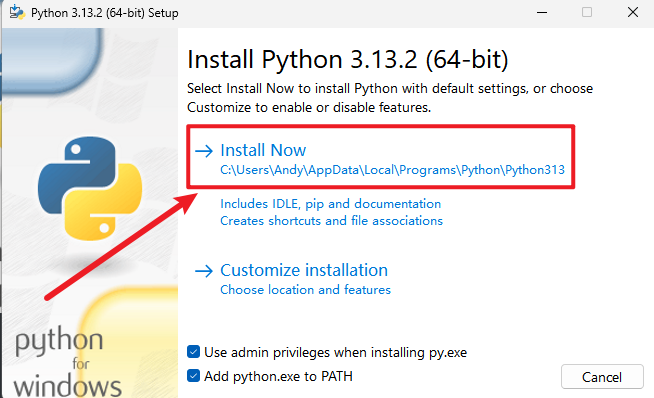 Python 3.13.2 (64-bit) Setup
Install Python 3.13.2 (64-bit)
Select Install Now to install Python with default settings, or choose
Customize to enable or disable features.
Install Now
C:\Users\Andy\AppData\Local\Programs\Python\Python313
Includes IDLE, pip and documentation
Creates shortcuts and file associations
Customize installation
Choose location and features
python
for
windows
Use admin privileges when installing py.exe
Add python.exe to PATH
Cancel